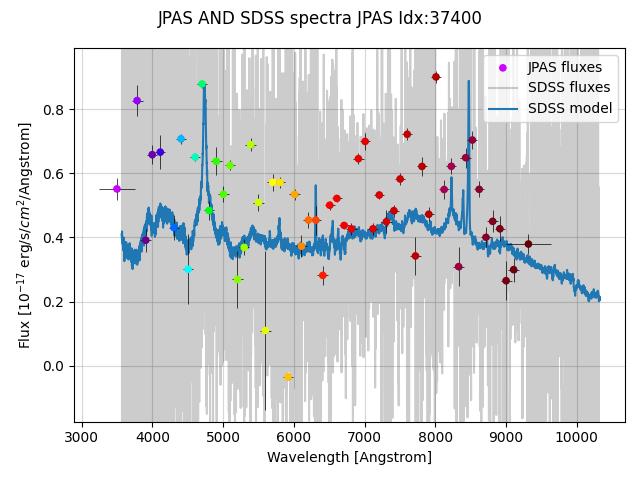 JPAS AND SDSS spectra JPAS Idx:37400
JPAS fluxes
SDSS fluxes
SDSS model
Flux [10⁻¹⁷ erg/s/cm²/Angstrom]
0.8
0.6
0.4
0.2
0.0
3000 4000 5000 6000 7000 8000 9000 10000
Wavelength [Angstrom]